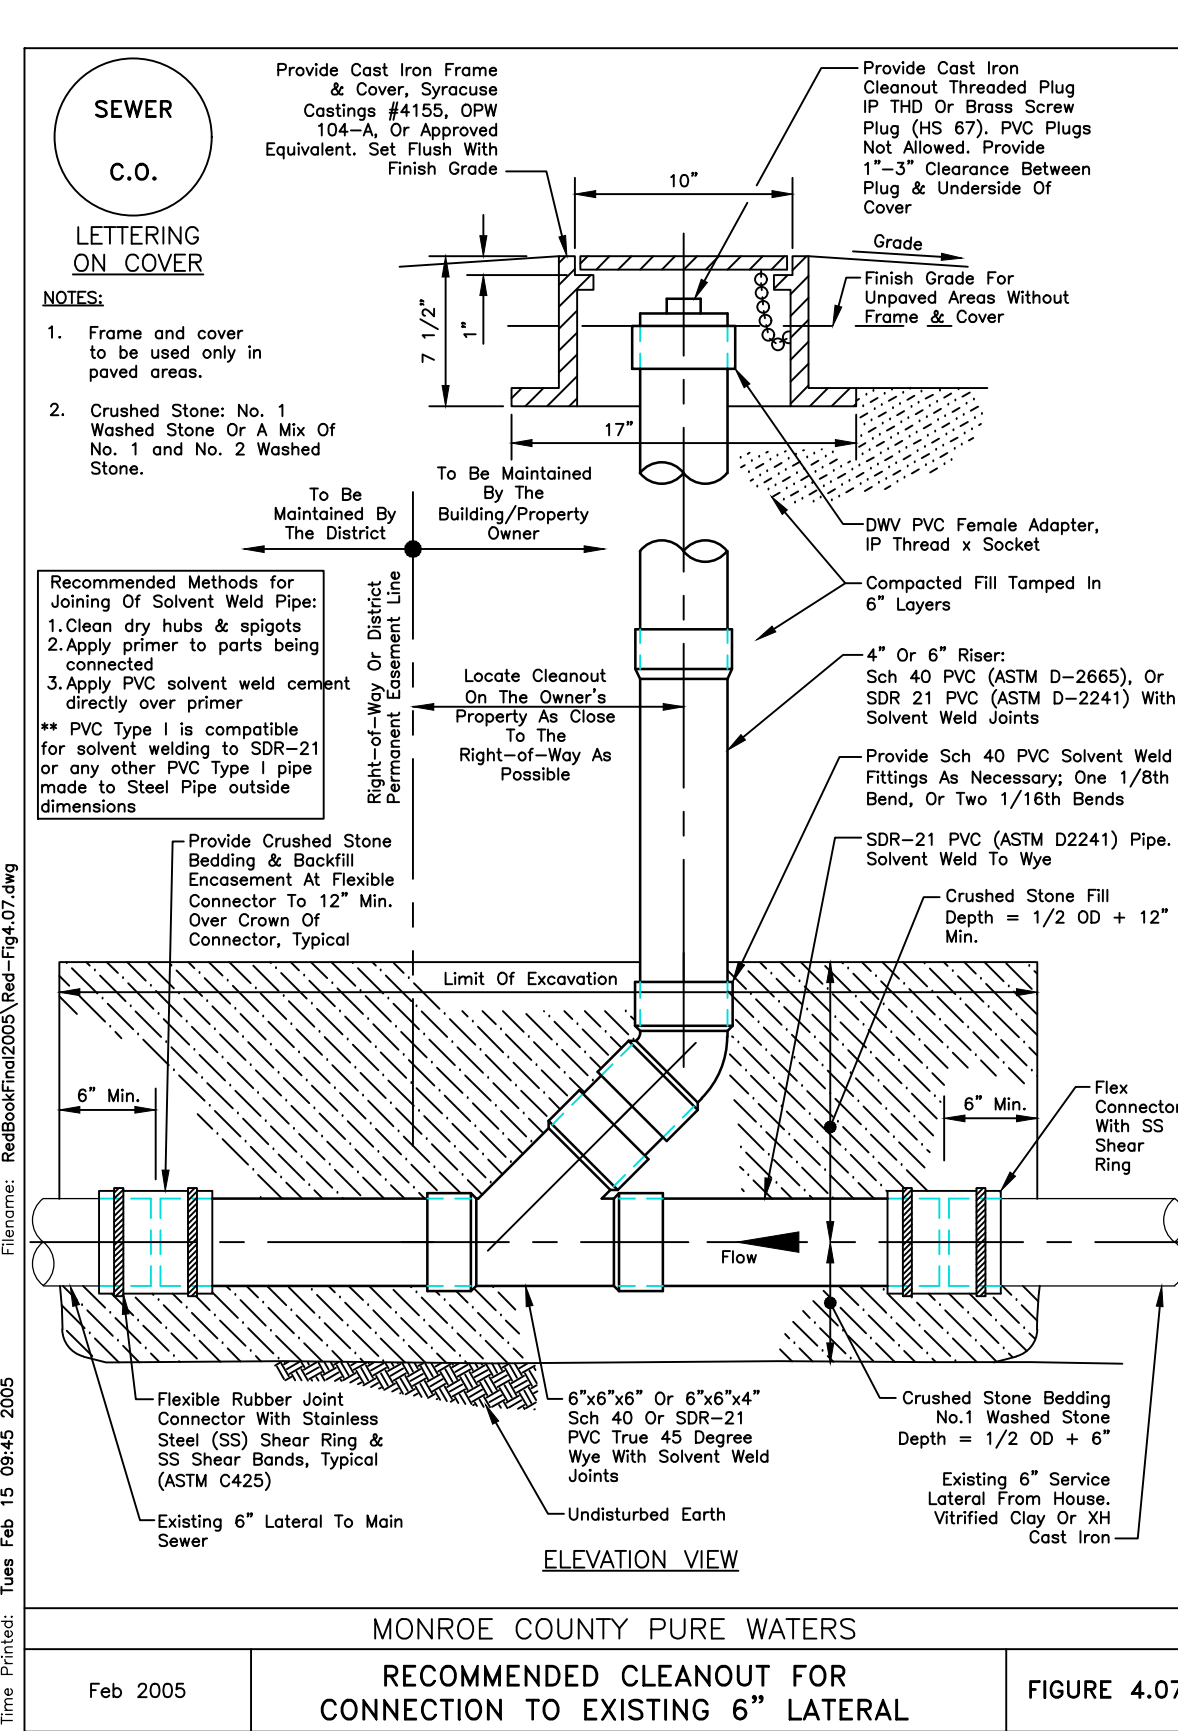 SEWER
C.O.
LETTERING
ON COVER
Provide Cast Iron Frame
& Cover, Syracuse
Castings #4155, OPW
104-A, Or Approved
Equivalent. Set Flush With
Finish Grade
Provide Cast Iron
Cleanout Threaded Plug
IP THD Or Brass Screw
Plug (HS 67). PVC Plugs
Not Allowed. Provide
1"-3" Clearance Between
Plug & Underside Of
Cover
10"
Grade
Finish Grade For
Unpaved Areas Without
Frame & Cover
7 1/2"
1"
17"
NOTES:
1. Frame and cover
to be used only in
paved areas.
2. Crushed Stone: No. 1
Washed Stone Or A Mix Of
No. 1 and No. 2 Washed
Stone.
To Be
Maintained By
The District
To Be Maintained
By The
Building/Property
Owner
DWV PVC Female Adapter,
IP Thread x Socket
Compacted Fill Tamped In
6" Layers
Recommended Methods for
Joining Of Solvent Weld Pipe:
1. Clean dry hubs & spigots
2. Apply primer to parts being
connected
3. Apply PVC solvent weld cement
directly over primer
** PVC Type I is compatible
for solvent welding to SDR-21
or any other PVC Type I pipe
made to Steel Pipe outside
dimensions
Right-of-Way Or District
Permanent Easement Line
Locate Cleanout
On The Owner's
Property As Close
To The
Right-of-Way As
Possible
4" Or 6" Riser:
Sch 40 PVC (ASTM D-2665), Or
SDR 21 PVC (ASTM D-2241) With
Solvent Weld Joints
Provide Sch 40 PVC Solvent Weld
Fittings As Necessary; One 1/8th
Bend, Or Two 1/16th Bends
SDR-21 PVC (ASTM D2241) Pipe.
Solvent Weld To Wye
Crushed Stone Fill
Depth = 1/2 OD + 12"
Min.
Provide Crushed Stone
Bedding & Backfill
Encasement At Flexible
Connector To 12" Min.
Over Crown Of
Connector, Typical
Limit Of Excavation
6" Min.
6" Min.
Flex
Connector
With SS
Shear
Ring
Flow
Flexible Rubber Joint
Connector With Stainless
Steel (SS) Shear Ring &
SS Shear Bands, Typical
(ASTM C425)
Existing 6" Lateral To Main
Sewer
6"x6"x6" Or 6"x6"x4"
Sch 40 Or SDR-21
PVC True 45 Degree
Wye With Solvent Weld
Joints
Undisturbed Earth
Crushed Stone Bedding
No.1 Washed Stone
Depth = 1/2 OD + 6"
Existing 6" Service
Lateral From House.
Vitrified Clay Or XH
Cast Iron
ELEVATION VIEW
MONROE COUNTY PURE WATERS
Feb 2005
RECOMMENDED CLEANOUT FOR
CONNECTION TO EXISTING 6" LATERAL
FIGURE 4.07
Time Printed: Tues Feb 15 09:45 2005
Filename: RedBookFinal2005\Red-Fig4.07.dwg